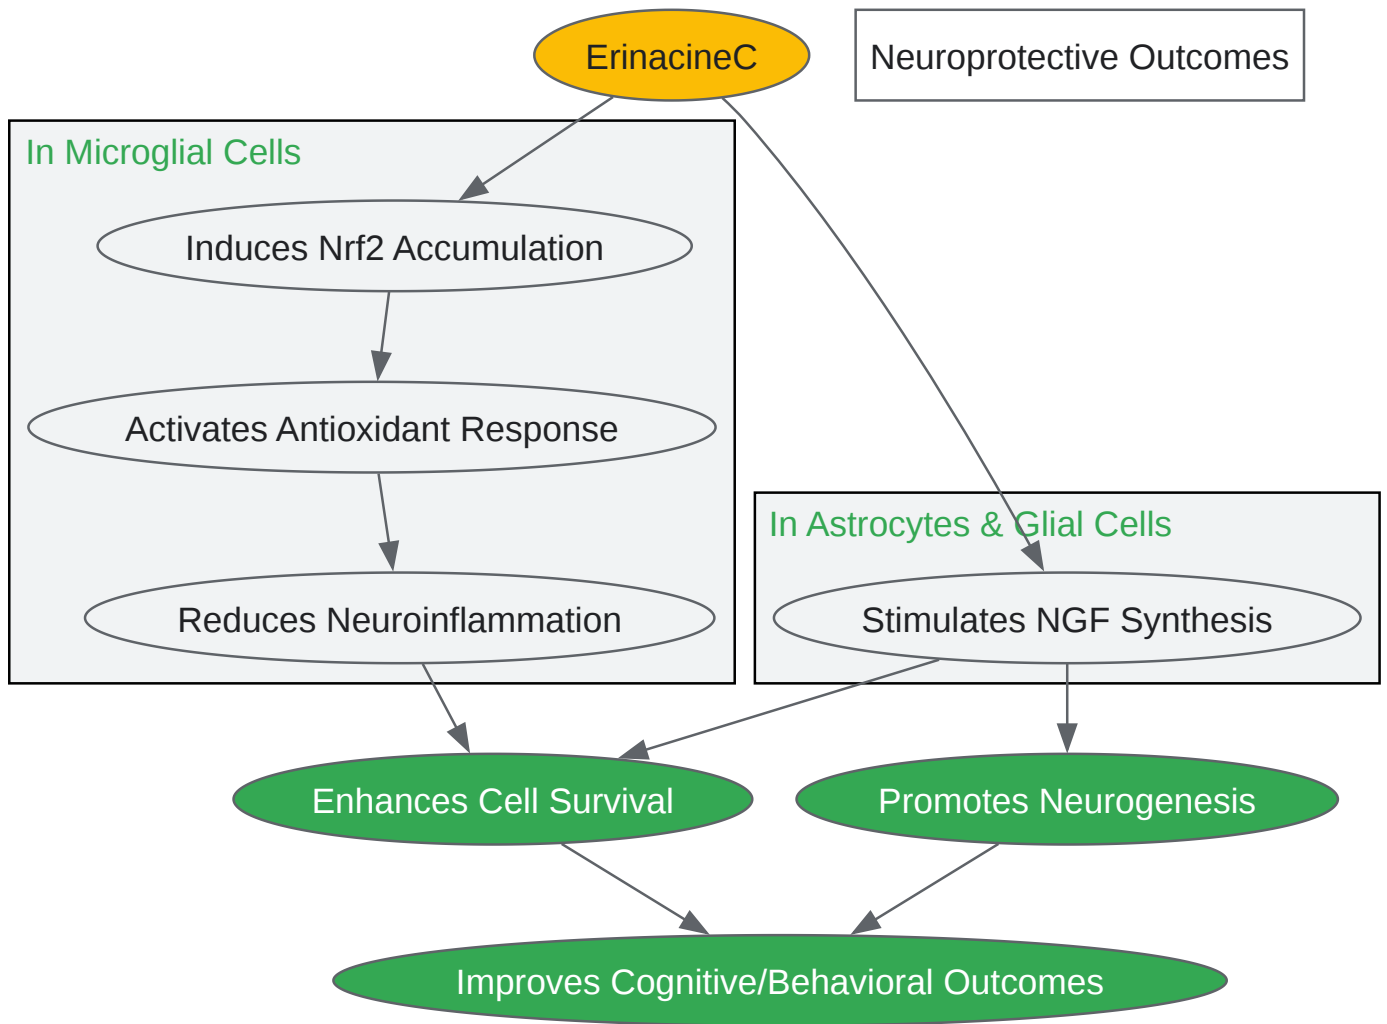 ErinacineC
Neuroprotective Outcomes
In Microglial Cells
Induces Nrf2 Accumulation
Activates Antioxidant Response
In Astrocytes & Glial Cells
Reduces Neuroinflammation
Stimulates NGF Synthesis
Enhances Cell Survival
Promotes Neurogenesis
Improves Cognitive/Behavioral Outcomes